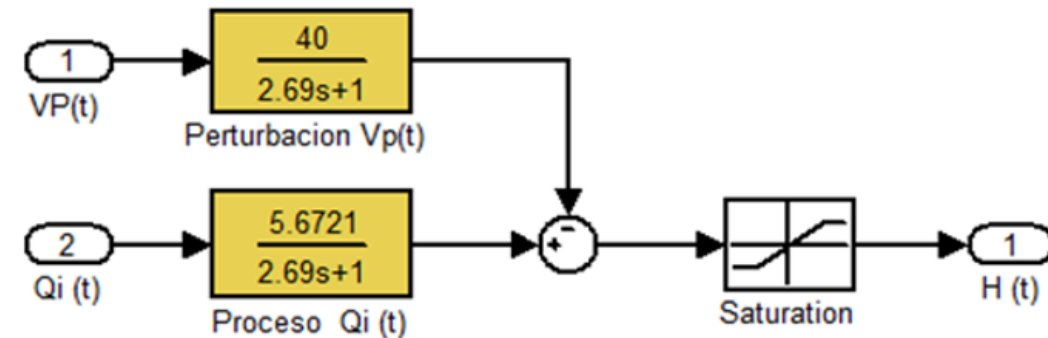 40
1
2.69s+1
VP(t)
Perturbacion Vp(t)
5.6721
2
2.69s+1
+ -
1
Qi (t)
Proceso Qi (t)
Saturation
H (t)